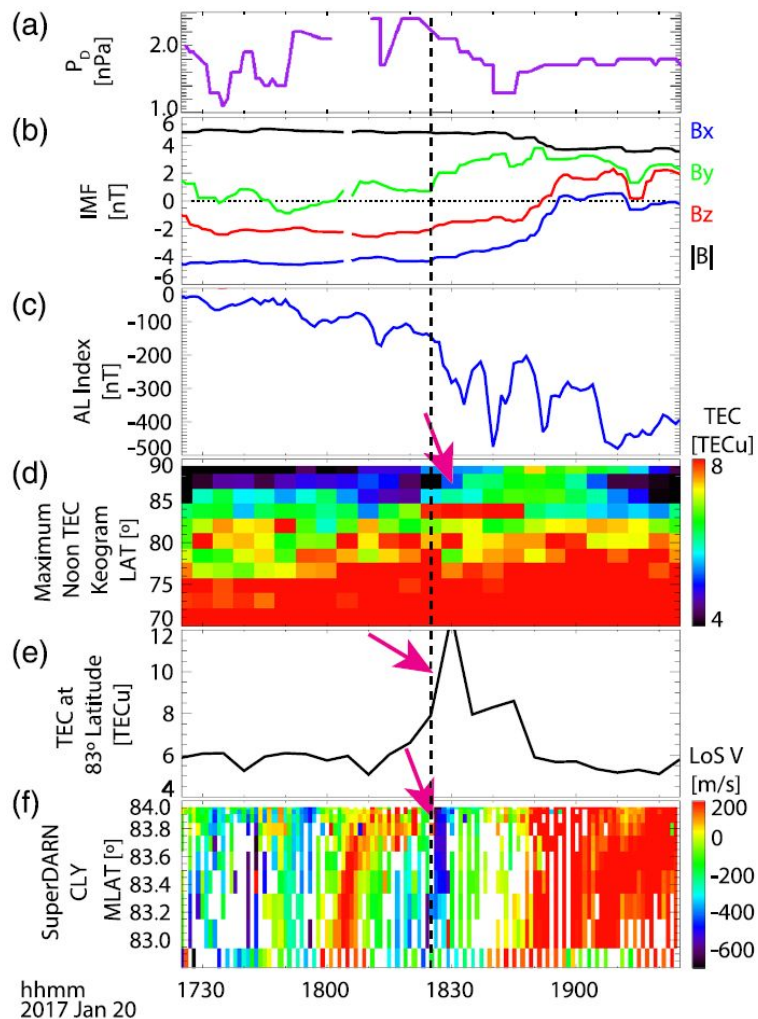 (a)
P_D
[nPa]
2.0
1.0
(b)
IMF
[nT]
6
4
2
0
-2
-4
-6
Bx
By
Bz
|B|
(c)
AL Index
[nT]
0
-100
-200
-300
-400
-500
(d)
Maximum
Noon TEC
Keogram
LAT [º]
90
85
80
75
70
TEC
[TECu]
8
4
(e)
TEC at
83º Latitude
[TECu]
12
10
8
6
4
(f)
SuperDARN
CLY
MLAT [º]
84.0
83.8
83.6
83.4
83.2
83.0
LoS V
[m/s]
200
0
-200
-400
-600
hhmm
2017 Jan 20
1730
1800
1830
1900